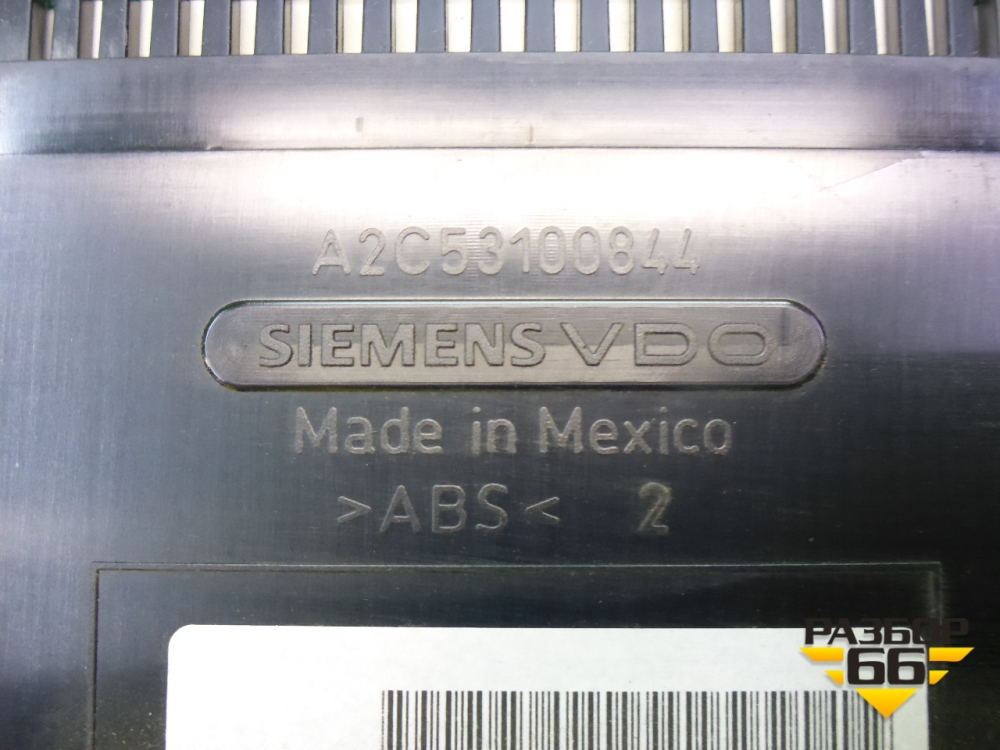 A2C53100844
SIEMENS VDO
Made in Mexico
>ABS< 2
РАЗБОР
66